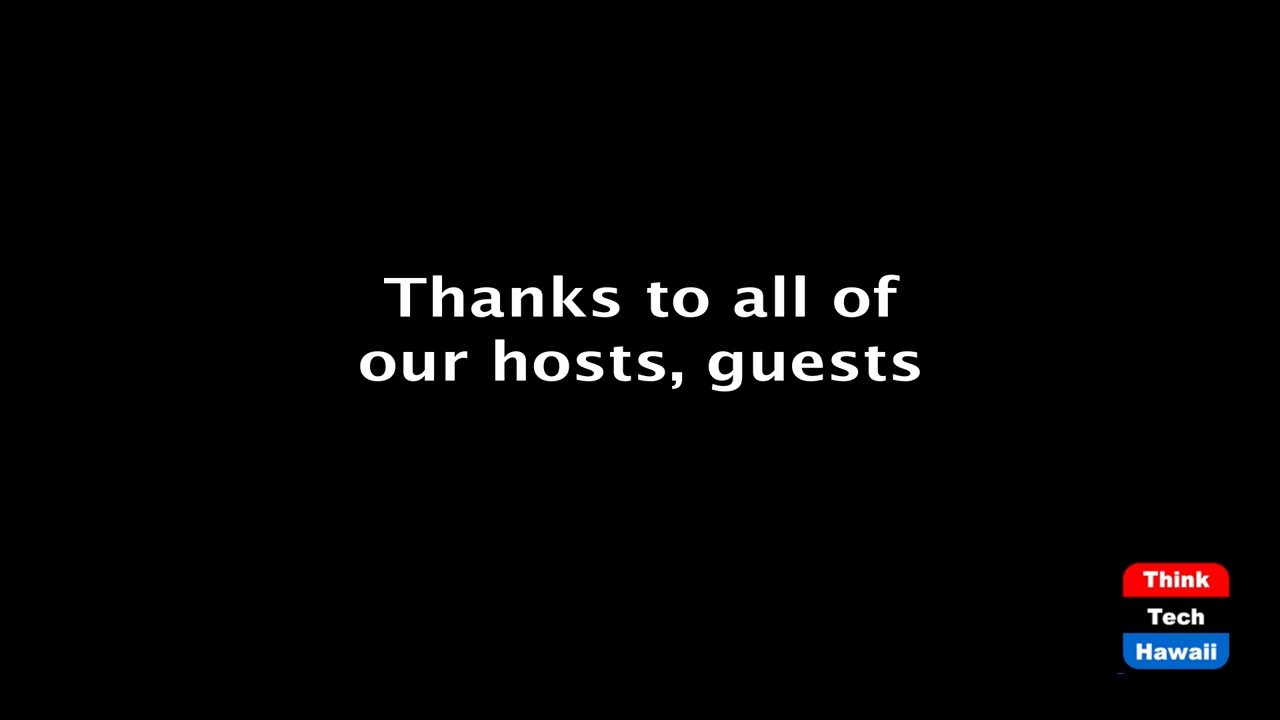 Thanks to all of
our hosts, guests
Think
Tech
Hawaii